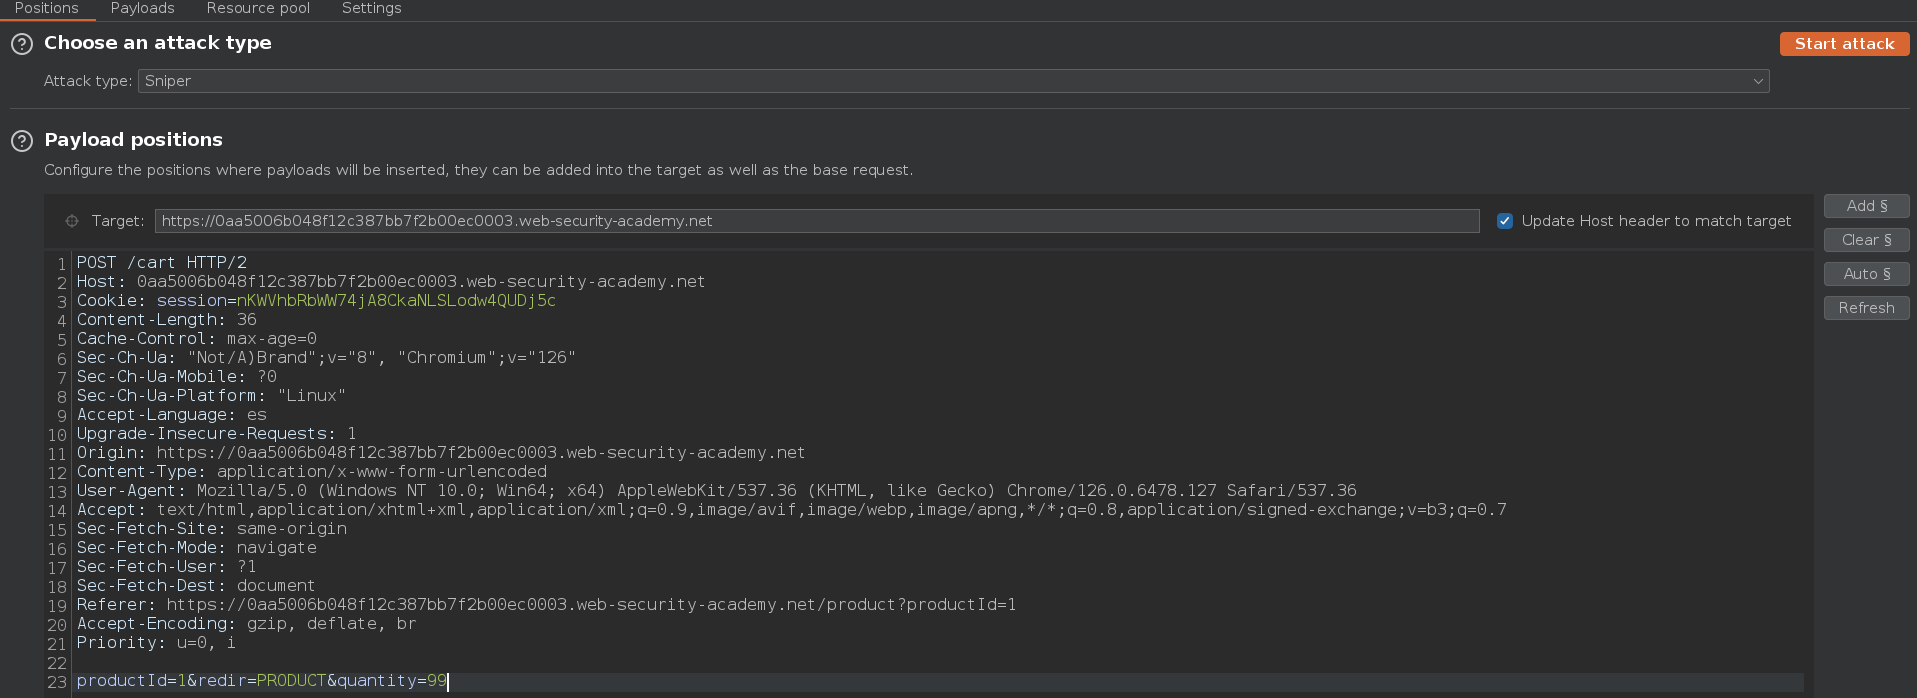 Positions Payloads Resource pool Settings
Choose an attack type
Start attack
Attack type: Sniper
Payload positions
Configure the positions where payloads will be inserted, they can be added into the target as well as the base request.
Target: https://0aa5006b048f12c387bb7f2b00ec0003.web-security-academy.net Update Host header to match target
Add §
Clear §
Auto §
Refresh
1 POST /cart HTTP/2
2 Host: 0aa5006b048f12c387bb7f2b00ec0003.web-security-academy.net
3 Cookie: session=nKWVhbRbWW74jA8CkaNLSLodw4QUDj5c
4 Content-Length: 36
5 Cache-Control: max-age=0
6 Sec-Ch-Ua: "Not/A)Brand";v="8", "Chromium";v="126"
7 Sec-Ch-Ua-Mobile: ?0
8 Sec-Ch-Ua-Platform: "Linux"
9 Accept-Language: es
10 Upgrade-Insecure-Requests: 1
11 Origin: https://0aa5006b048f12c387bb7f2b00ec0003.web-security-academy.net
12 Content-Type: application/x-www-form-urlencoded
13 User-Agent: Mozilla/5.0 (Windows NT 10.0; Win64; x64) AppleWebKit/537.36 (KHTML, like Gecko) Chrome/126.0.6478.127 Safari/537.36
14 Accept: text/html,application/xhtml+xml,application/xml;q=0.9,image/avif,image/webp,image/apng,*/*;q=0.8,application/signed-exchange;v=b3;q=0.7
15 Sec-Fetch-Site: same-origin
16 Sec-Fetch-Mode: navigate
17 Sec-Fetch-User: ?1
18 Sec-Fetch-Dest: document
19 Referer: https://0aa5006b048f12c387bb7f2b00ec0003.web-security-academy.net/product?productId=1
20 Accept-Encoding: gzip, deflate, br
21 Priority: u=0, i
22
23 productId=1&redir=PRODUCT&quantity=99